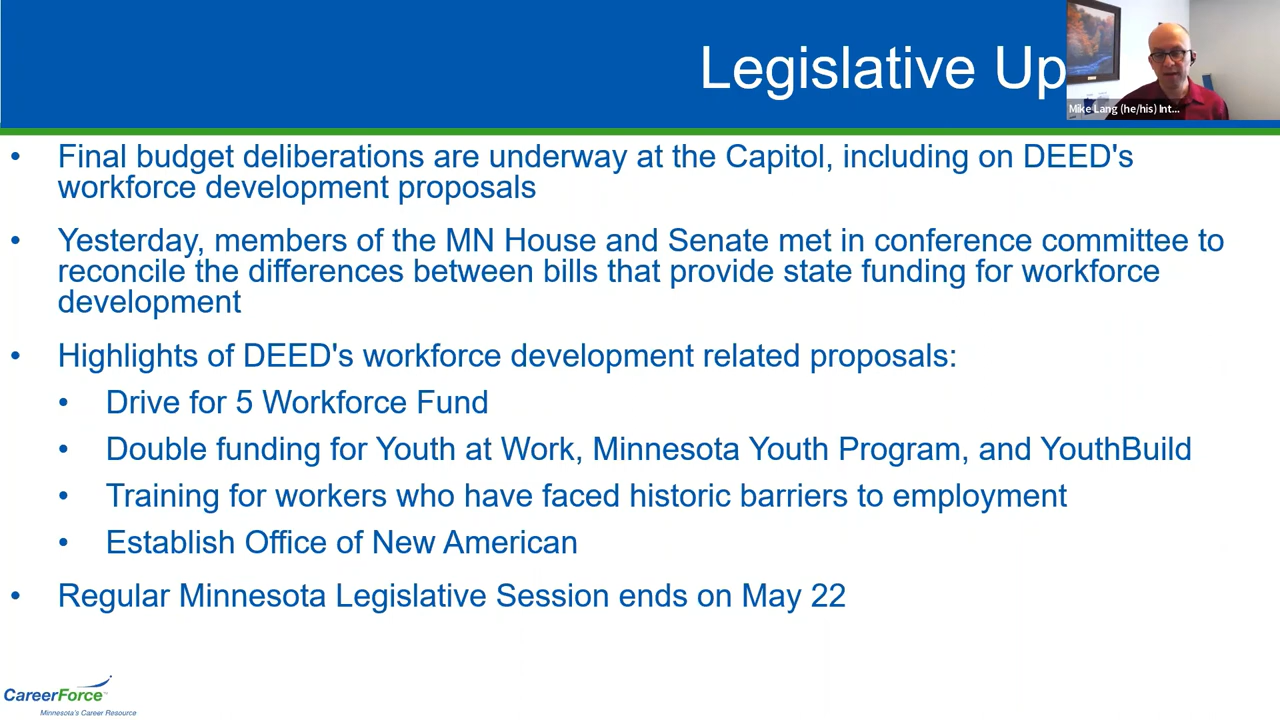 Legislative Up
Mike Lang (he/his) Int...
• Final budget deliberations are underway at the Capitol, including on DEED's
workforce development proposals
• Yesterday, members of the MN House and Senate met in conference committee to
reconcile the differences between bills that provide state funding for workforce
development
• Highlights of DEED's workforce development related proposals:
• Drive for 5 Workforce Fund
• Double funding for Youth at Work, Minnesota Youth Program, and YouthBuild
• Training for workers who have faced historic barriers to employment
• Establish Office of New American
• Regular Minnesota Legislative Session ends on May 22
CareerForce™
Minnesota's Career Resource